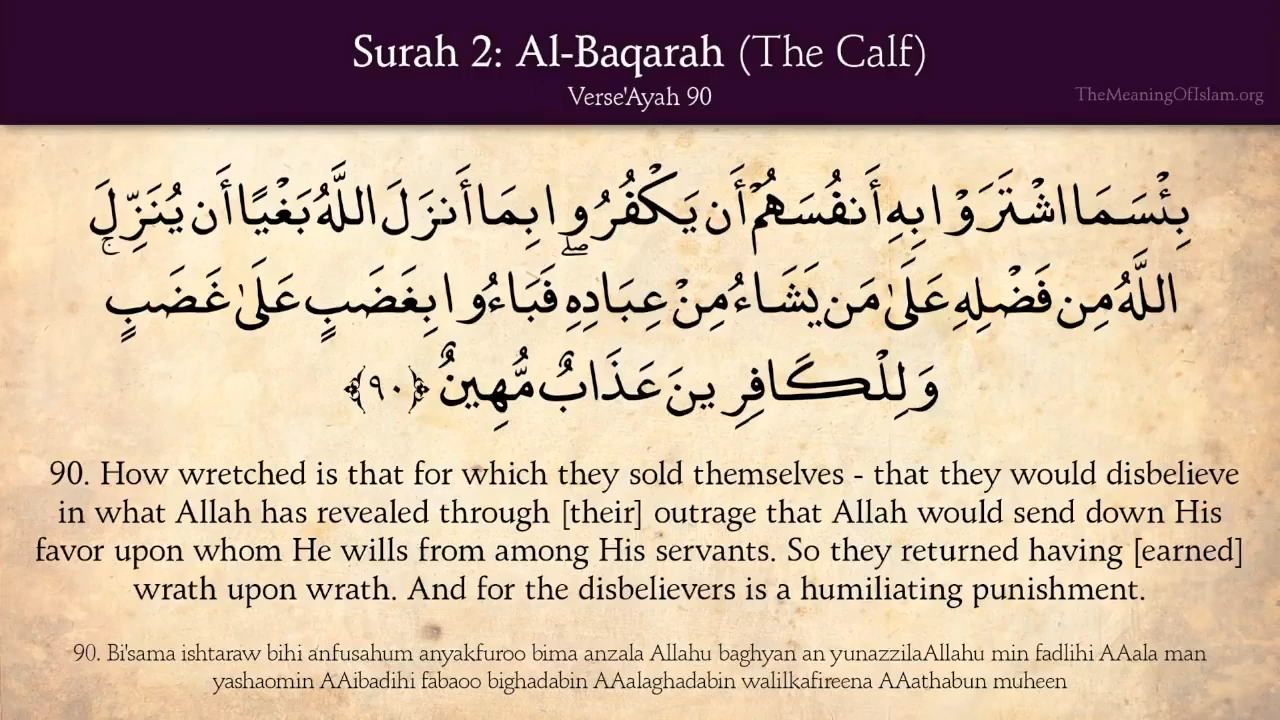 Surah 2: Al-Baqarah (The Calf)
Verse'Ayah 90
TheMeaningOfIslam.org
بِئْسَمَا اشْتَرَوْا بِهِ أَنفُسَهُمْ أَن يَكْفُرُوا بِمَا أَنزَلَ اللَّهُ بَغْيًا أَن يُنَزِّلَ
اللَّهُ مِن فَضْلِهِ عَلَىٰ مَن يَشَاءُ مِنْ عِبَادِهِ ۖ فَبَاءُوا بِغَضَبٍ عَلَىٰ غَضَبٍ ۚ
وَلِلْكَافِرِينَ عَذَابٌ مُّهِينٌ ﴿٩٠﴾
90. How wretched is that for which they sold themselves - that they would disbelieve
in what Allah has revealed through [their] outrage that Allah would send down His
favor upon whom He wills from among His servants. So they returned having [earned]
wrath upon wrath. And for the disbelievers is a humiliating punishment.
90. Bi'sama ishtaraw bihi anfusahum anyakfuroo bima anzala Allahu baghyan an yunazzilaAllahu min fadlihi AAala man
yashaomin AAibadihi fabaoo bighadabin AAalaghadabin walilkafireena AAathabun muheen